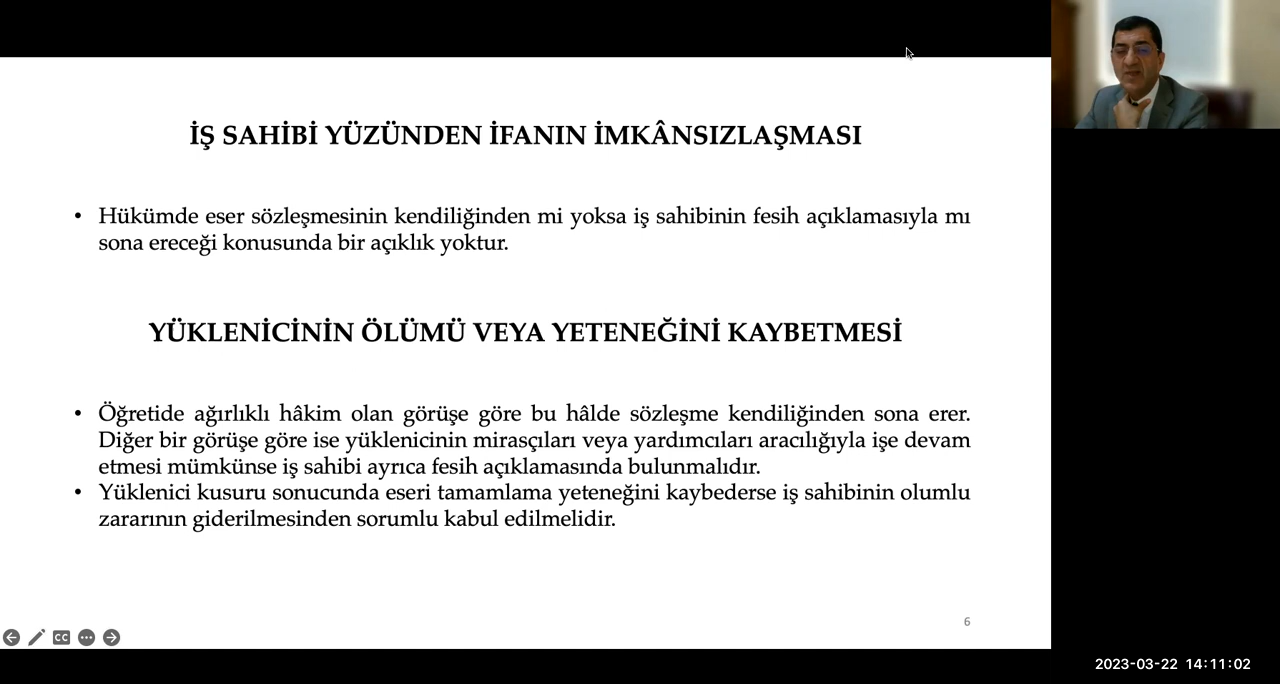 İŞ SAHİBİ YÜZÜNDEN İFANIN İMKÂNSIZLAŞMASI
• Hükümde eser sözleşmesinin kendiliğinden mi yoksa iş sahibinin fesih açıklamasıyla mı
sona ereceği konusunda bir açıklık yoktur.
YÜKLENİCİNİN ÖLÜMÜ VEYA YETENEĞİNİ KAYBETMESİ
• Öğretide ağırlıklı hâkim olan görüşe göre bu hâlde sözleşme kendiliğinden sona erer.
Diğer bir görüşe göre ise yüklenicinin mirasçıları veya yardımcıları aracılığıyla işe devam
etmesi mümkünse iş sahibi ayrıca fesih açıklamasında bulunmalıdır.
• Yüklenici kusuru sonucunda eseri tamamlama yeteneğini kaybederse iş sahibinin olumlu
zararının giderilmesinden sorumlu kabul edilmelidir.
6
CC
2023-03-22 14:11:02